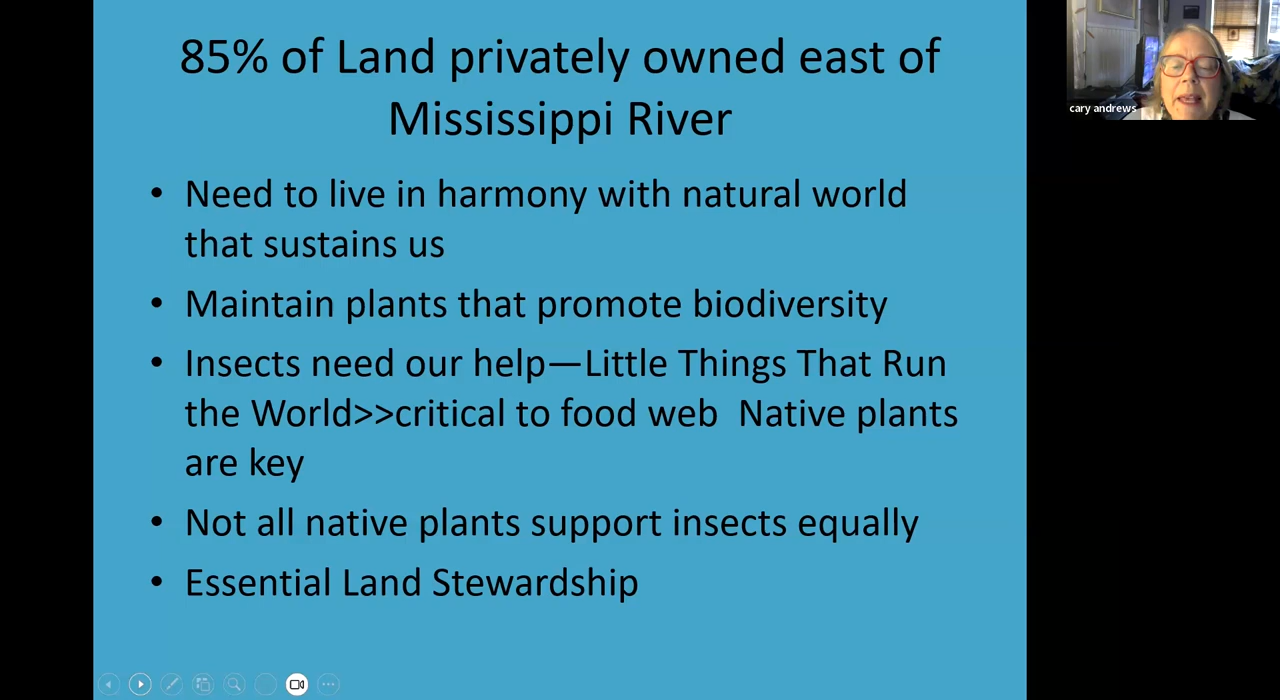 85% of Land privately owned east of
Mississippi River
• Need to live in harmony with natural world
that sustains us
• Maintain plants that promote biodiversity
• Insects need our help—Little Things That Run
the World>>critical to food web  Native plants
are key
• Not all native plants support insects equally
• Essential Land Stewardship
cary andrews